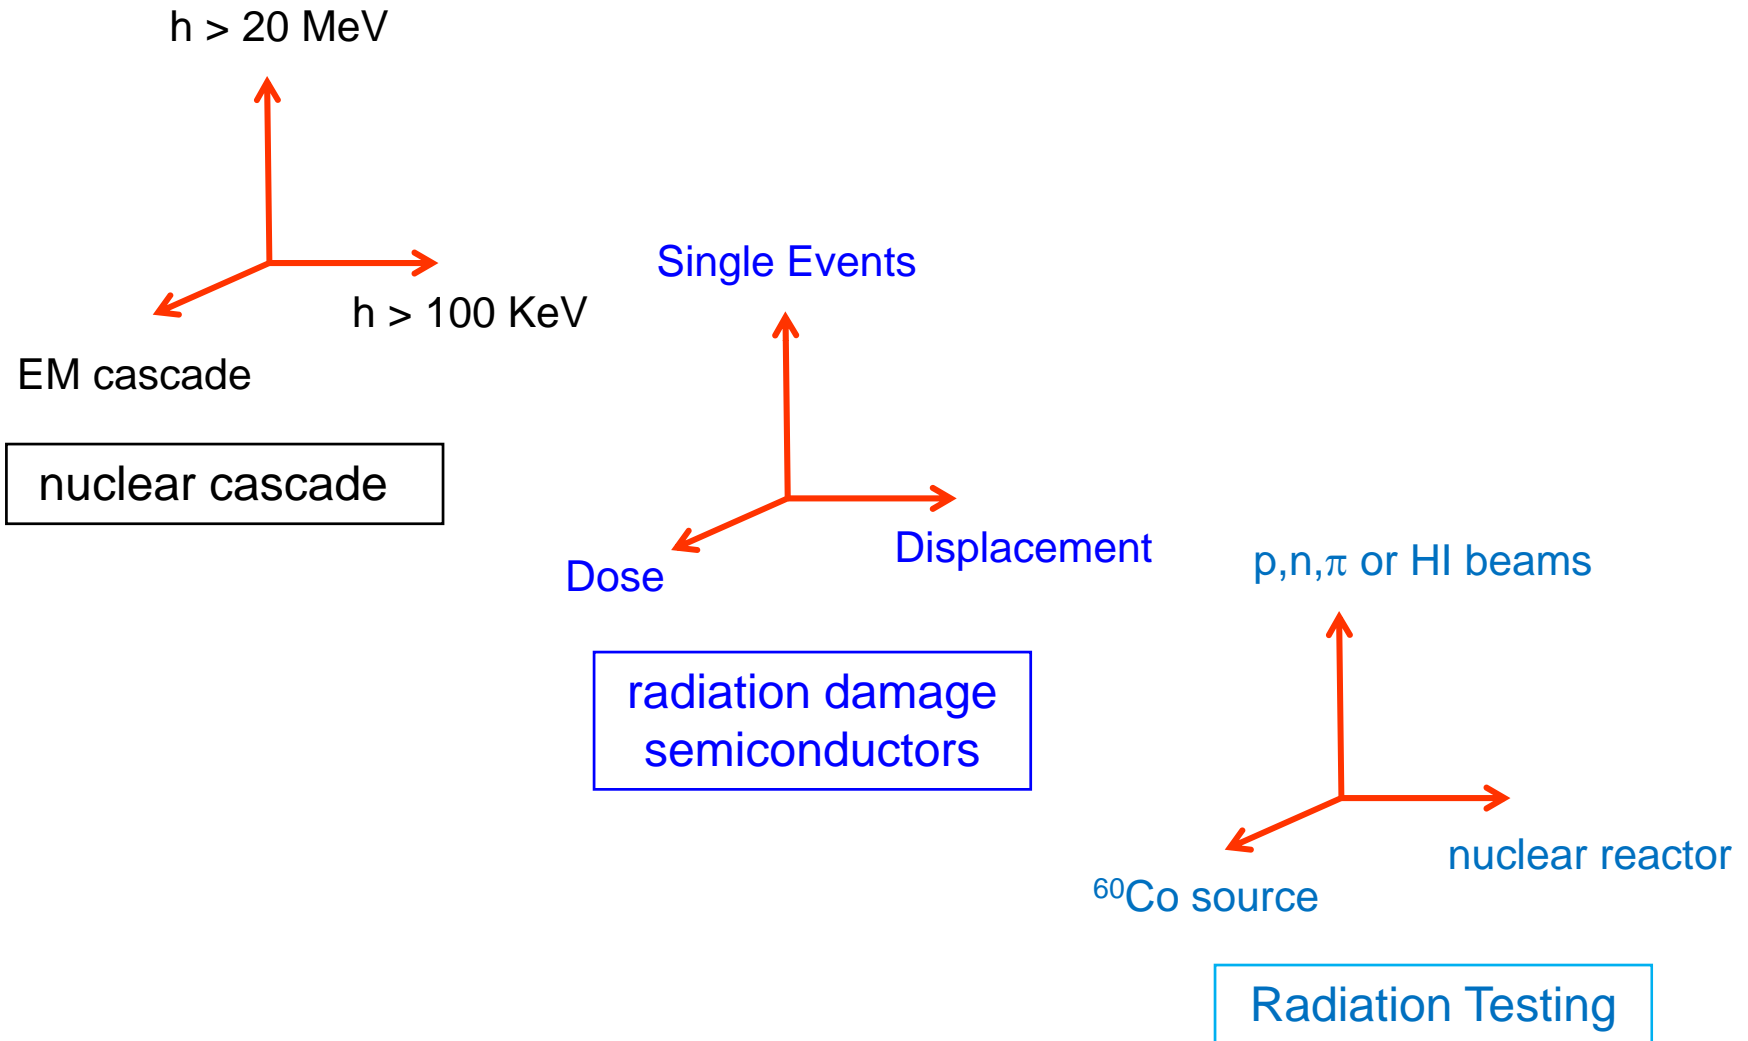 h > 20 MeV
h > 100 KeV
EM cascade
nuclear cascade
Single Events
Displacement
Dose
radiation damage
semiconductors
p,n,π or HI beams
nuclear reactor
⁶⁰Co source
Radiation Testing